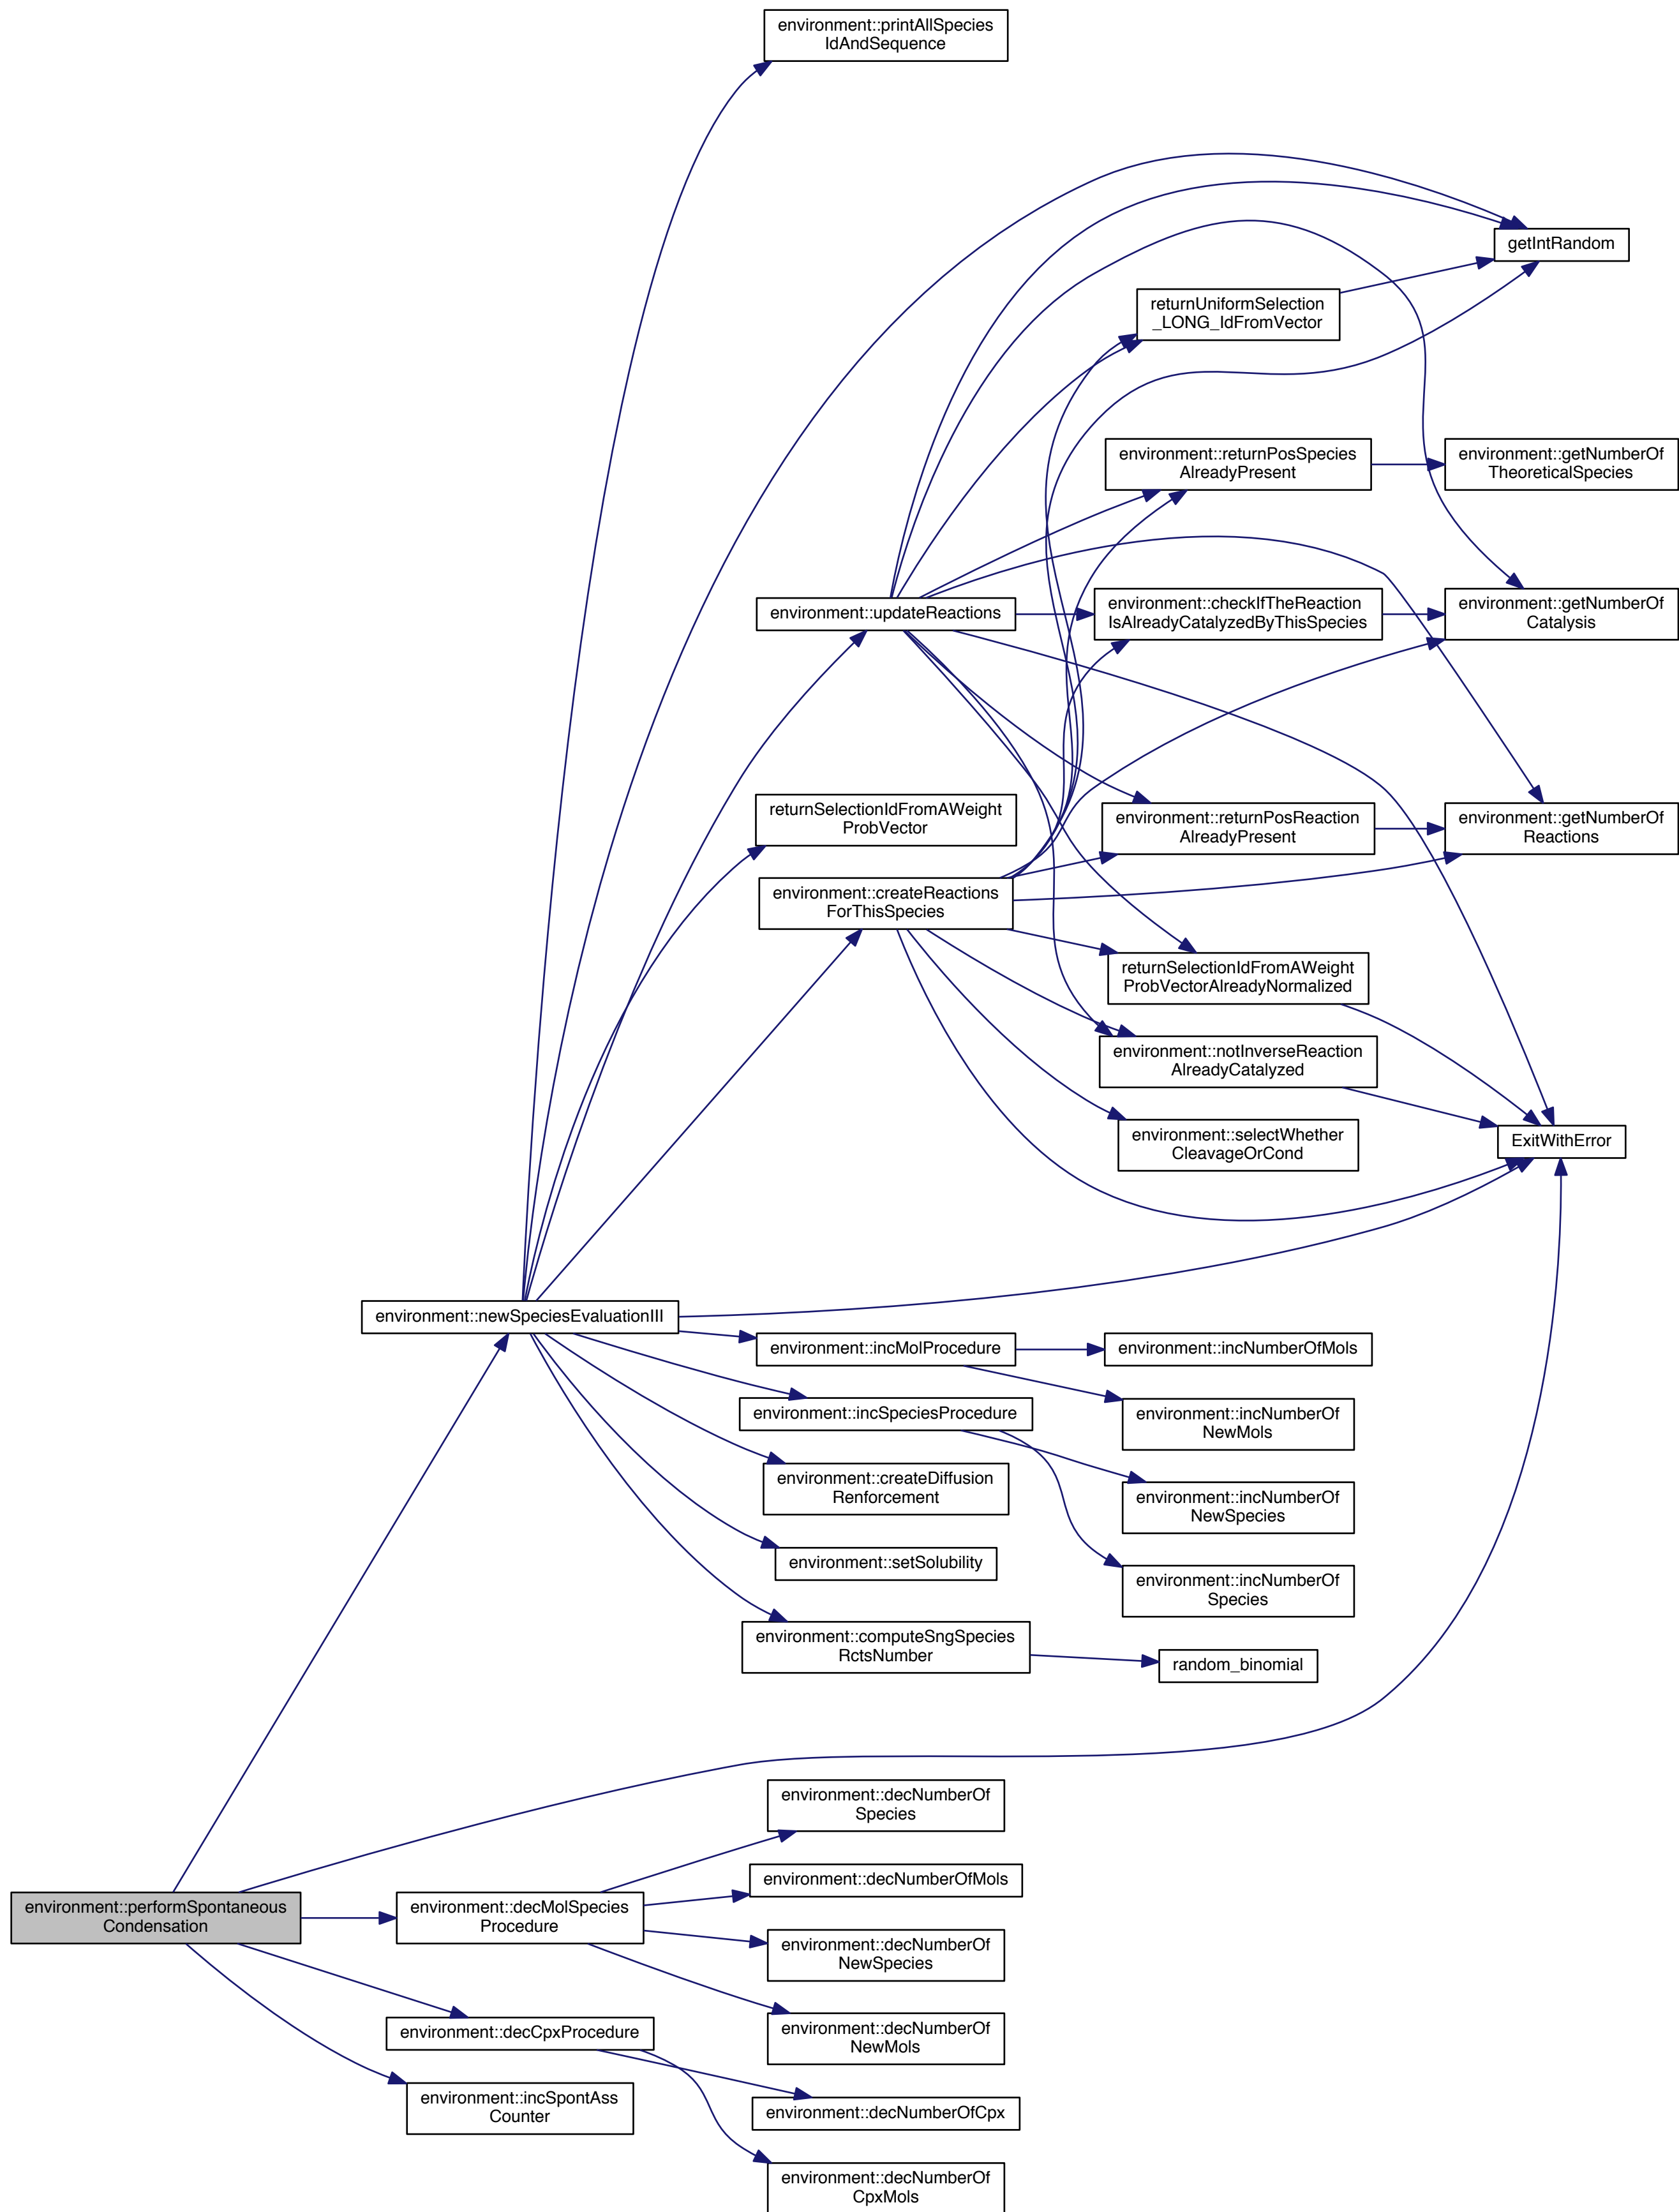 environment::printAllSpecies
IdAndSequence
getIntRandom
returnUniformSelection
_LONG_IdFromVector
environment::returnPosSpecies
AlreadyPresent
environment::getNumberOf
TheoreticalSpecies
environment::updateReactions
environment::checkIfTheReaction
IsAlreadyCatalyzedByThisSpecies
environment::getNumberOf
Catalysis
returnSelectionIdFromAWeight
ProbVector
environment::returnPosReaction
AlreadyPresent
environment::getNumberOf
Reactions
environment::createReactions
ForThisSpecies
returnSelectionIdFromAWeight
ProbVectorAlreadyNormalized
environment::notInverseReaction
AlreadyCatalyzed
environment::selectWhether
CleavageOrCond
ExitWithError
environment::newSpeciesEvaluationIII
environment::incMolProcedure
environment::incNumberOfMols
environment::incSpeciesProcedure
environment::incNumberOf
NewMols
environment::createDiffusion
Renforcement
environment::incNumberOf
NewSpecies
environment::setSolubility
environment::incNumberOf
Species
environment::computeSngSpecies
RctsNumber
random_binomial
environment::decNumberOf
Species
environment::decNumberOfMols
environment::performSpontaneous
Condensation
environment::decMolSpecies
Procedure
environment::decNumberOf
NewSpecies
environment::decNumberOf
NewMols
environment::decCpxProcedure
environment::incSpontAss
Counter
environment::decNumberOfCpx
environment::decNumberOf
CpxMols